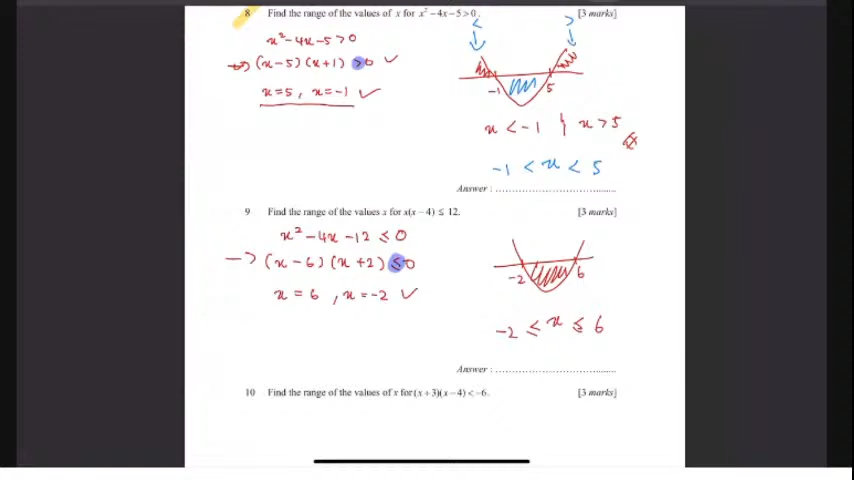 8 Find the range of the values of x for x² − 4x − 5 > 0. [3 marks]
x² − 4x − 5 > 0
(x − 5) (x + 1) > 0 ✓
x = 5 , x = −1 ✓
< >
−1 5
x < −1 , x > 5
−1 < x < 5
Answer : ........................................
9 Find the range of the values x for x(x − 4) ≤ 12. [3 marks]
x² − 4x − 12 ≤ 0
→ (x − 6) (x + 2) ≤ 0
x = 6 , x = −2 ✓
−2 6
−2 ≤ x ≤ 6
Answer : ........................................
10 Find the range of the values of x for (x + 3)(x − 4) < −6. [3 marks]